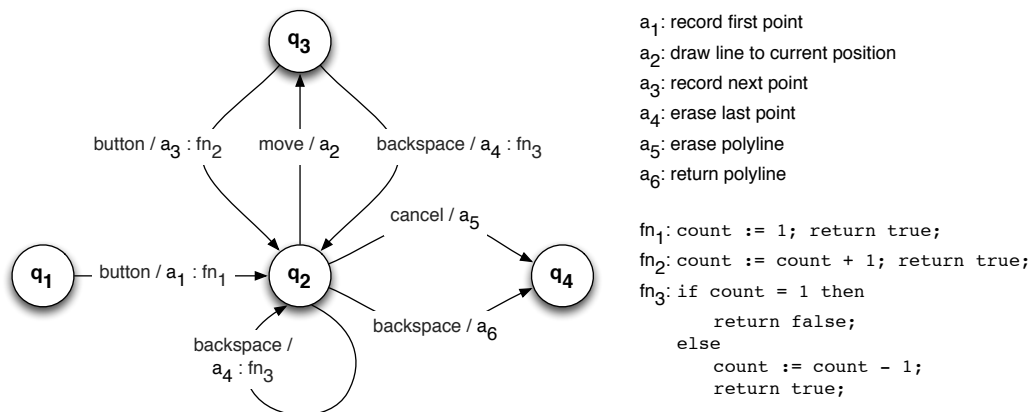 q3
button / a3 : fn2
move / a2
backspace / a4 : fn3
cancel / a5
q1
button / a1 : fn1
q2
q4
backspace / a6
backspace /
a4 : fn3
a1: record first point
a2: draw line to current position
a3: record next point
a4: erase last point
a5: erase polyline
a6: return polyline
fn1: count := 1; return true;
fn2: count := count + 1; return true;
fn3: if count = 1 then
return false;
else
count := count - 1;
return true;